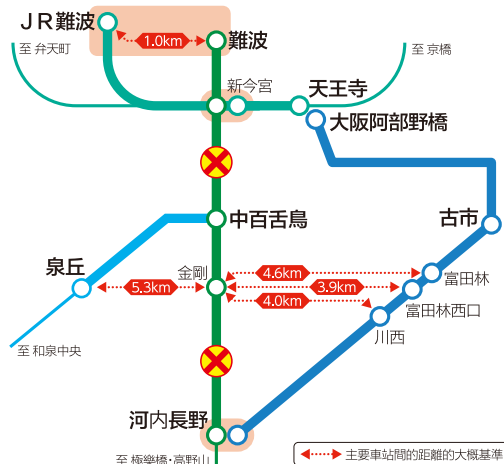 JR難波
難波
1.0km
至 弁天町
至 京橋
新今宮
天王寺
大阪阿部野橋
中百舌鳥
古市
泉丘
金剛
5.3km
4.6km
3.9km
4.0km
富田林
富田林西口
川西
至 和泉中央
河内長野
主要車站間的距離的大概基準
至 極樂橋・高野山